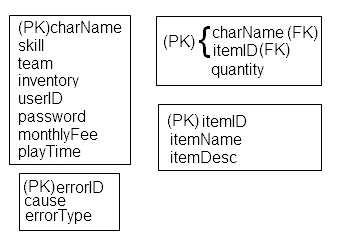 (PK)charName
skill
team
inventory
userID
password
monthlyFee
playTime
(PK) { charName (FK)
itemID (FK)
quantity
(PK) itemID
itemName
itemDesc
(PK)errorID
cause
errorType